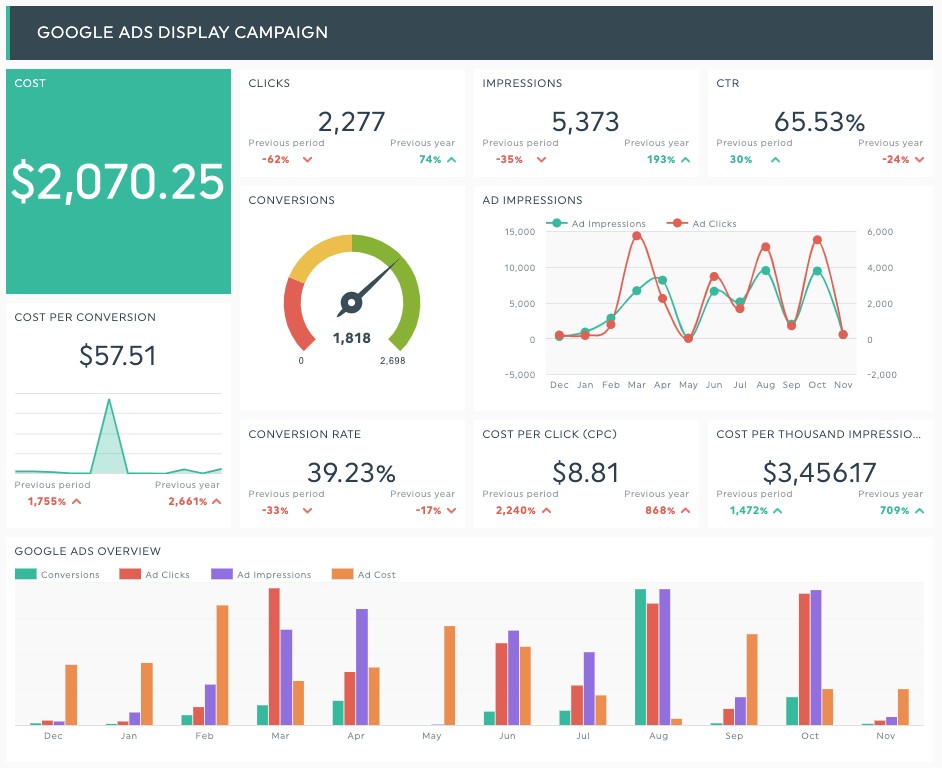 GOOGLE ADS DISPLAY CAMPAIGN
COST
$2,070.25
CLICKS
2,277
Previous period Previous year
-62% 74%
IMPRESSIONS
5,373
Previous period Previous year
-35% 193%
CTR
65.53%
Previous period Previous year
30% -24%
CONVERSIONS
1,818
0 2,698
AD IMPRESSIONS
Ad Impressions Ad Clicks
15,000 6,000
10,000 4,000
5,000 2,000
0 0
-5,000 -2,000
Dec Jan Feb Mar Apr May Jun Jul Aug Sep Oct Nov
COST PER CONVERSION
$57.51
Previous period Previous year
1,755% 2,661%
CONVERSION RATE
39.23%
Previous period Previous year
-33% -17%
COST PER CLICK (CPC)
$8.81
Previous period Previous year
2,240% 868%
COST PER THOUSAND IMPRESSIO...
$3,456.17
Previous period Previous year
1,472% 709%
GOOGLE ADS OVERVIEW
Conversions Ad Clicks Ad Impressions Ad Cost
Dec Jan Feb Mar Apr May Jun Jul Aug Sep Oct Nov